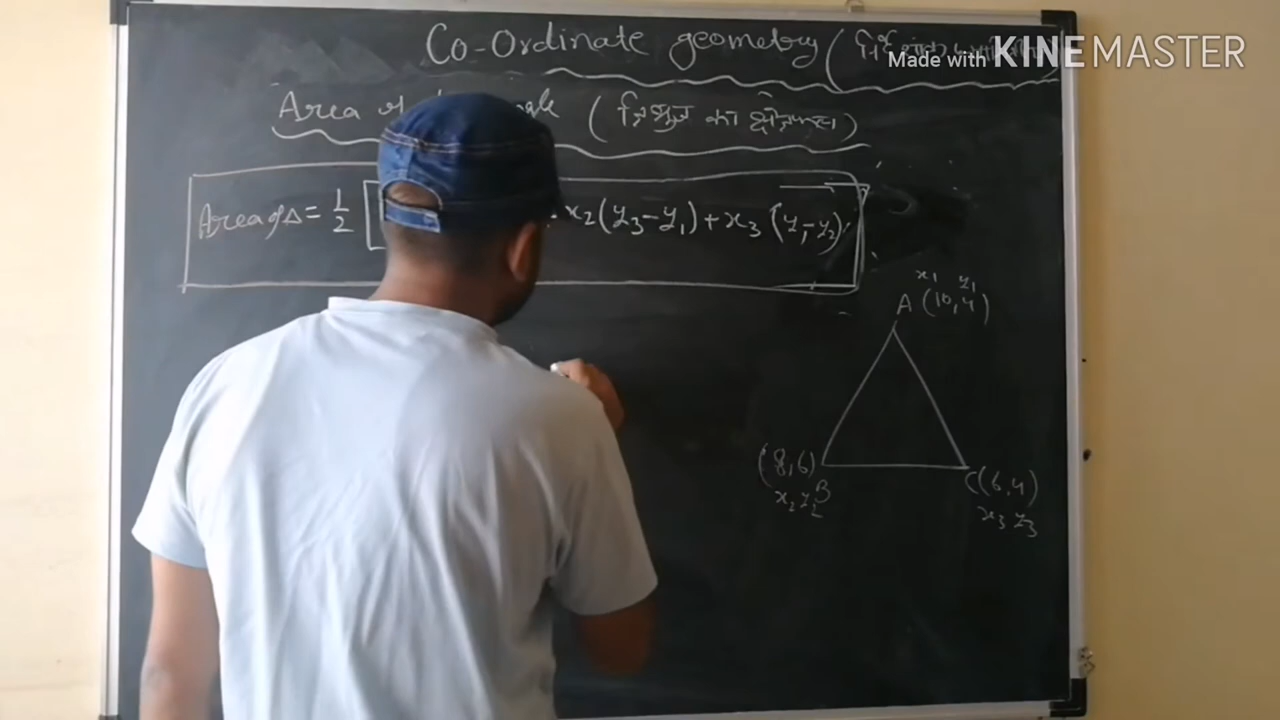 Co-Ordinate geometry (
Made with KINEMASTER
Area of (त्रिभुज का क्षेत्रफल)
Area of Δ = 1/2 [ x₂(y₃-y₁)+x₃(y₁-y₂)]
x₁ y₁
A (10,4)
(8,6) B
x₂ y₂
C(6,4)
x₃ y₃